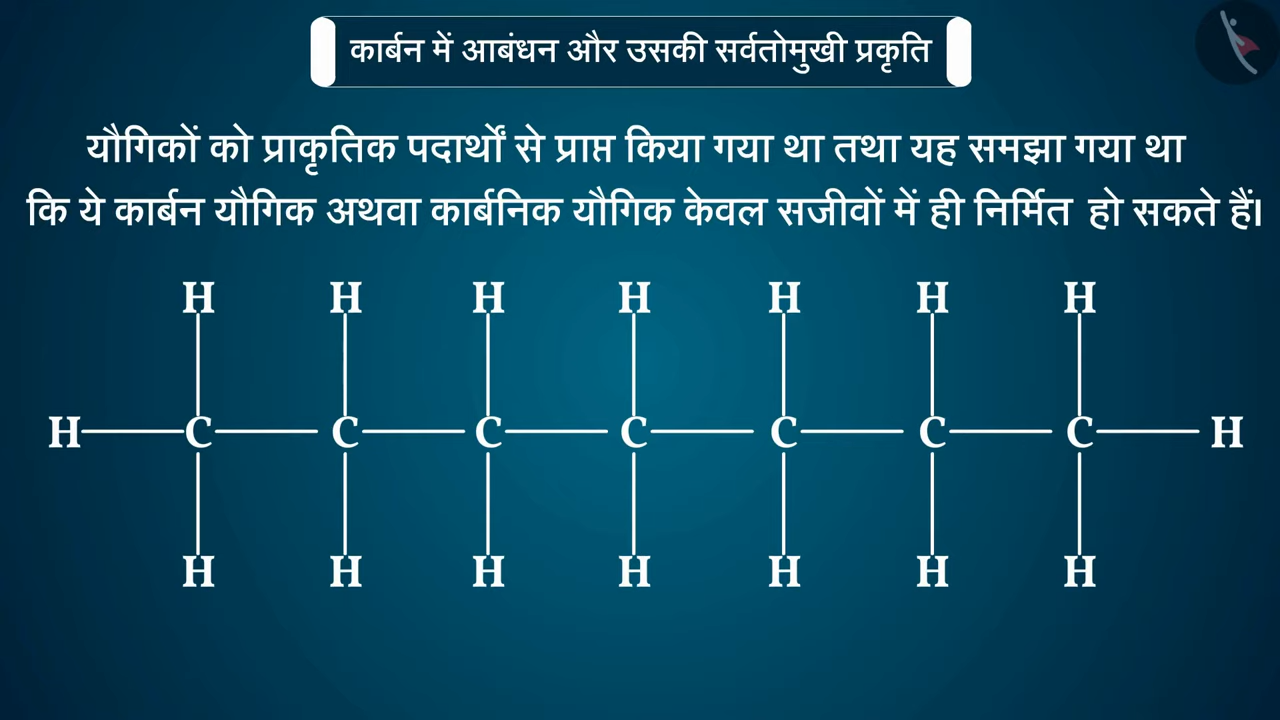 कार्बन में आबंधन और उसकी सर्वतोमुखी प्रकृति
यौगिकों को प्राकृतिक पदार्थों से प्राप्त किया गया था तथा यह समझा गया था
कि ये कार्बन यौगिक अथवा कार्बनिक यौगिक केवल सजीवों में ही निर्मित हो सकते हैं।
H H H H H H H
H C C C C C C C H
H H H H H H H